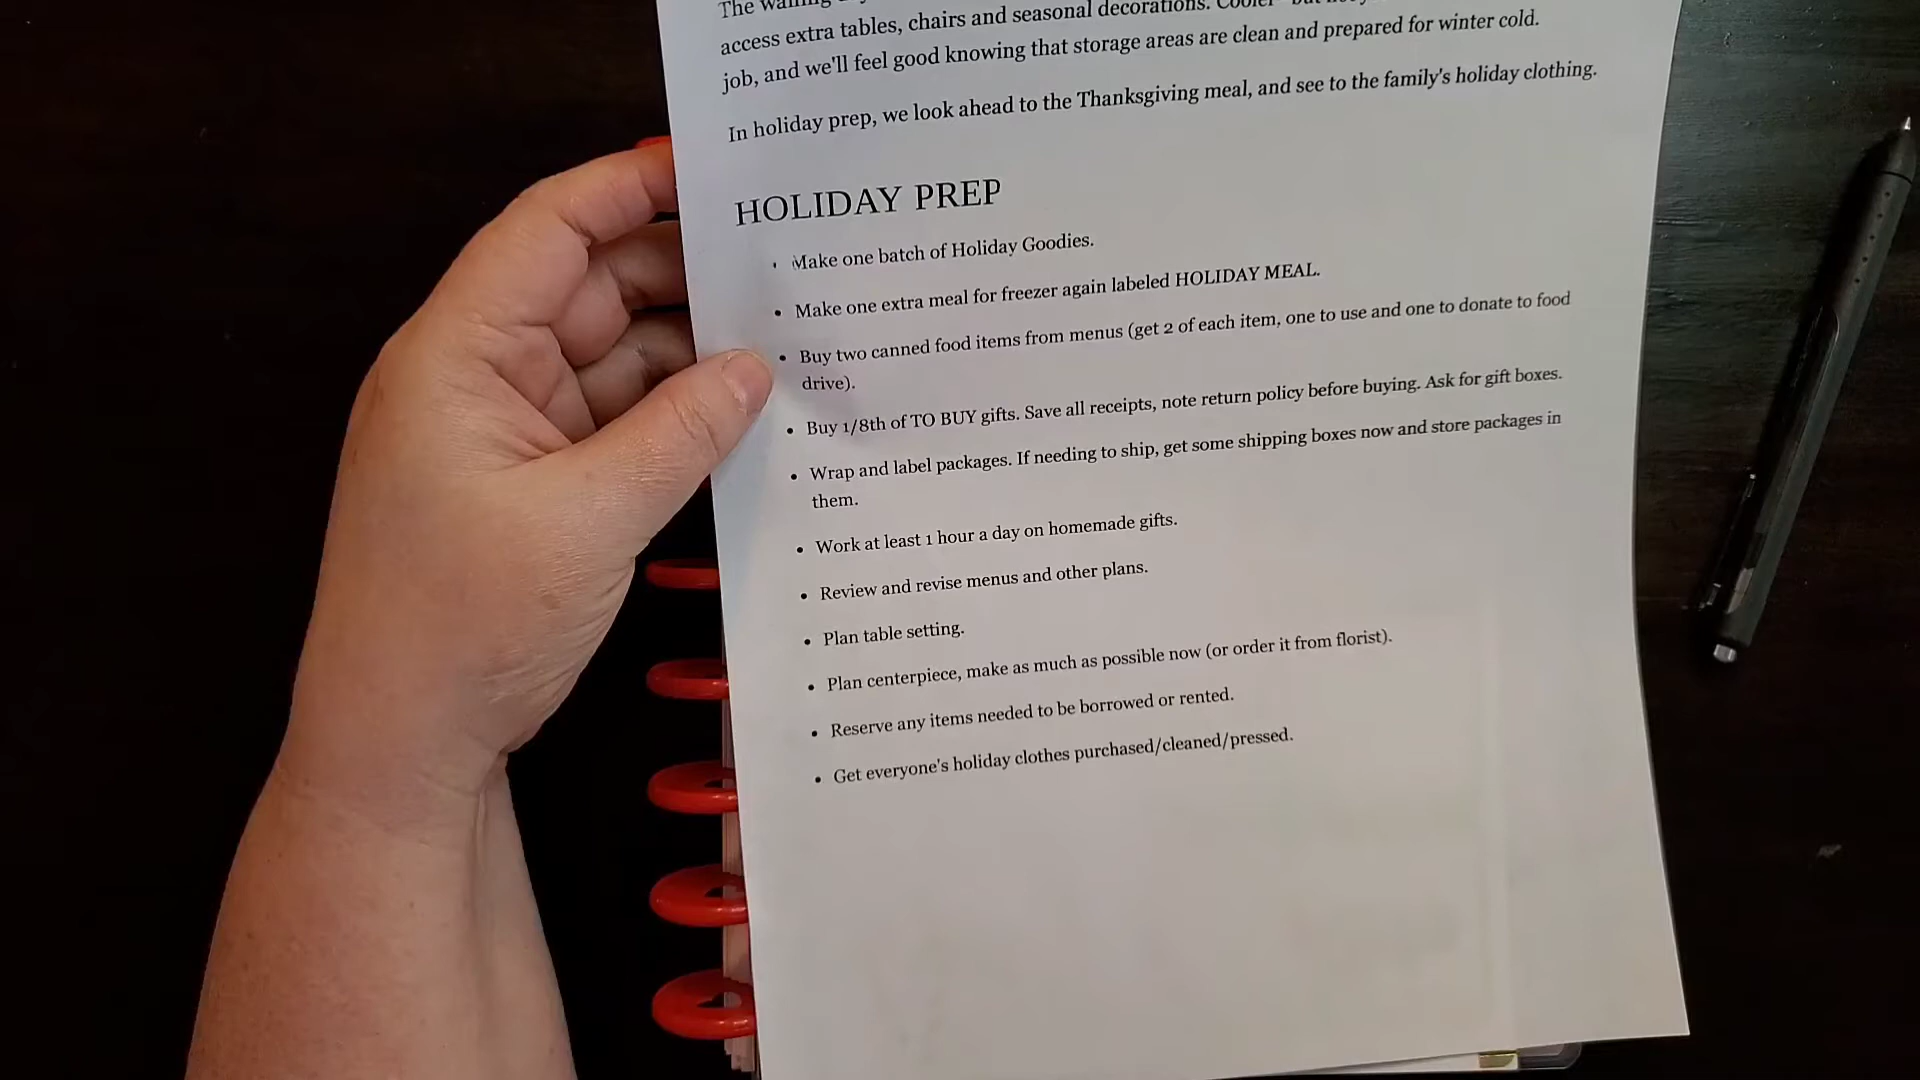 The
access extra tables, chairs and seasonal decorations.
job, and we'll feel good knowing that storage areas are clean and prepared for winter cold.
In holiday prep, we look ahead to the Thanksgiving meal, and see to the family's holiday clothing.
HOLIDAY PREP
• Make one batch of Holiday Goodies.
• Make one extra meal for freezer again labeled HOLIDAY MEAL.
• Buy two canned food items from menus (get 2 of each item, one to use and one to donate to food
drive).
• Buy 1/8th of TO BUY gifts. Save all receipts, note return policy before buying. Ask for gift boxes.
• Wrap and label packages. If needing to ship, get some shipping boxes now and store packages in
them.
• Work at least 1 hour a day on homemade gifts.
• Review and revise menus and other plans.
• Plan table setting.
• Plan centerpiece, make as much as possible now (or order it from florist).
• Reserve any items needed to be borrowed or rented.
• Get everyone's holiday clothes purchased/cleaned/pressed.